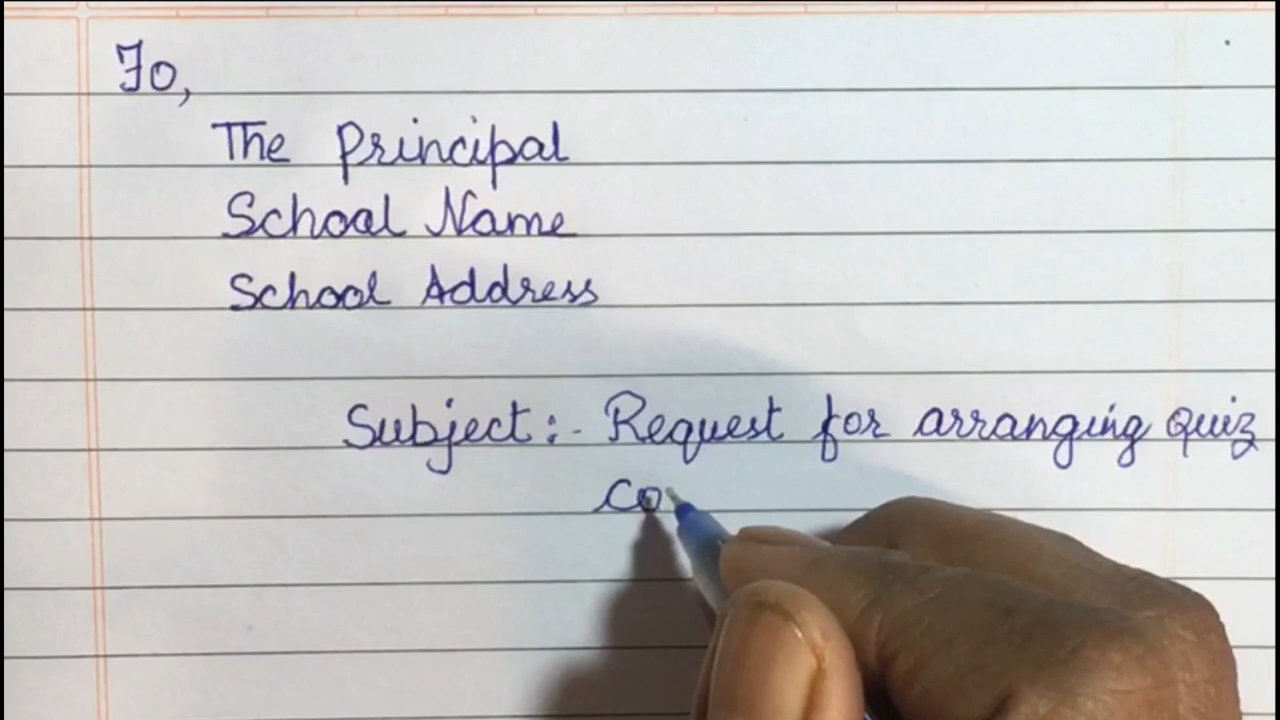 To,
The Principal
School Name
School Address
Subject:- Request for arranging quiz
co